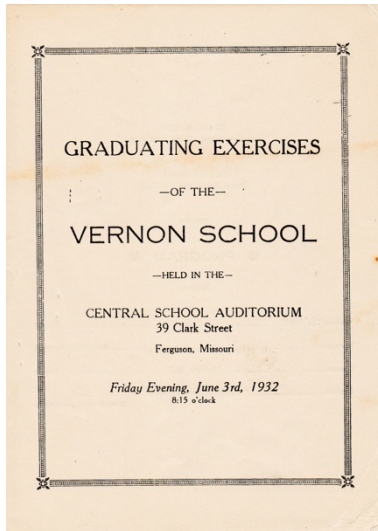 GRADUATING EXERCISES
—OF THE—
VERNON SCHOOL
—HELD IN THE—
CENTRAL SCHOOL AUDITORIUM
39 Clark Street
Ferguson, Missouri
Friday Evening, June 3rd, 1932
8:15 o'clock